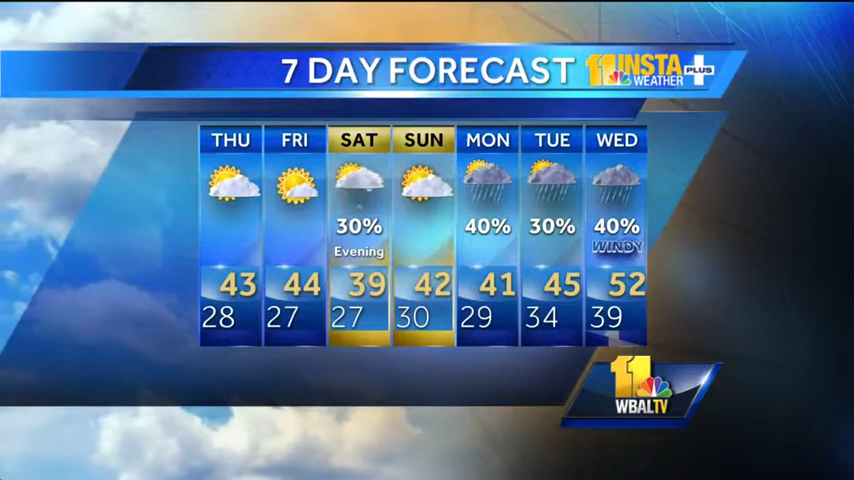 7 DAY FORECAST 11 INSTA WEATHER PLUS
THU FRI SAT SUN MON TUE WED
30% 40% 30% 40%
Evening WINDY
43 44 39 42 41 45 52
28 27 27 30 29 34 39
11
WBALTV